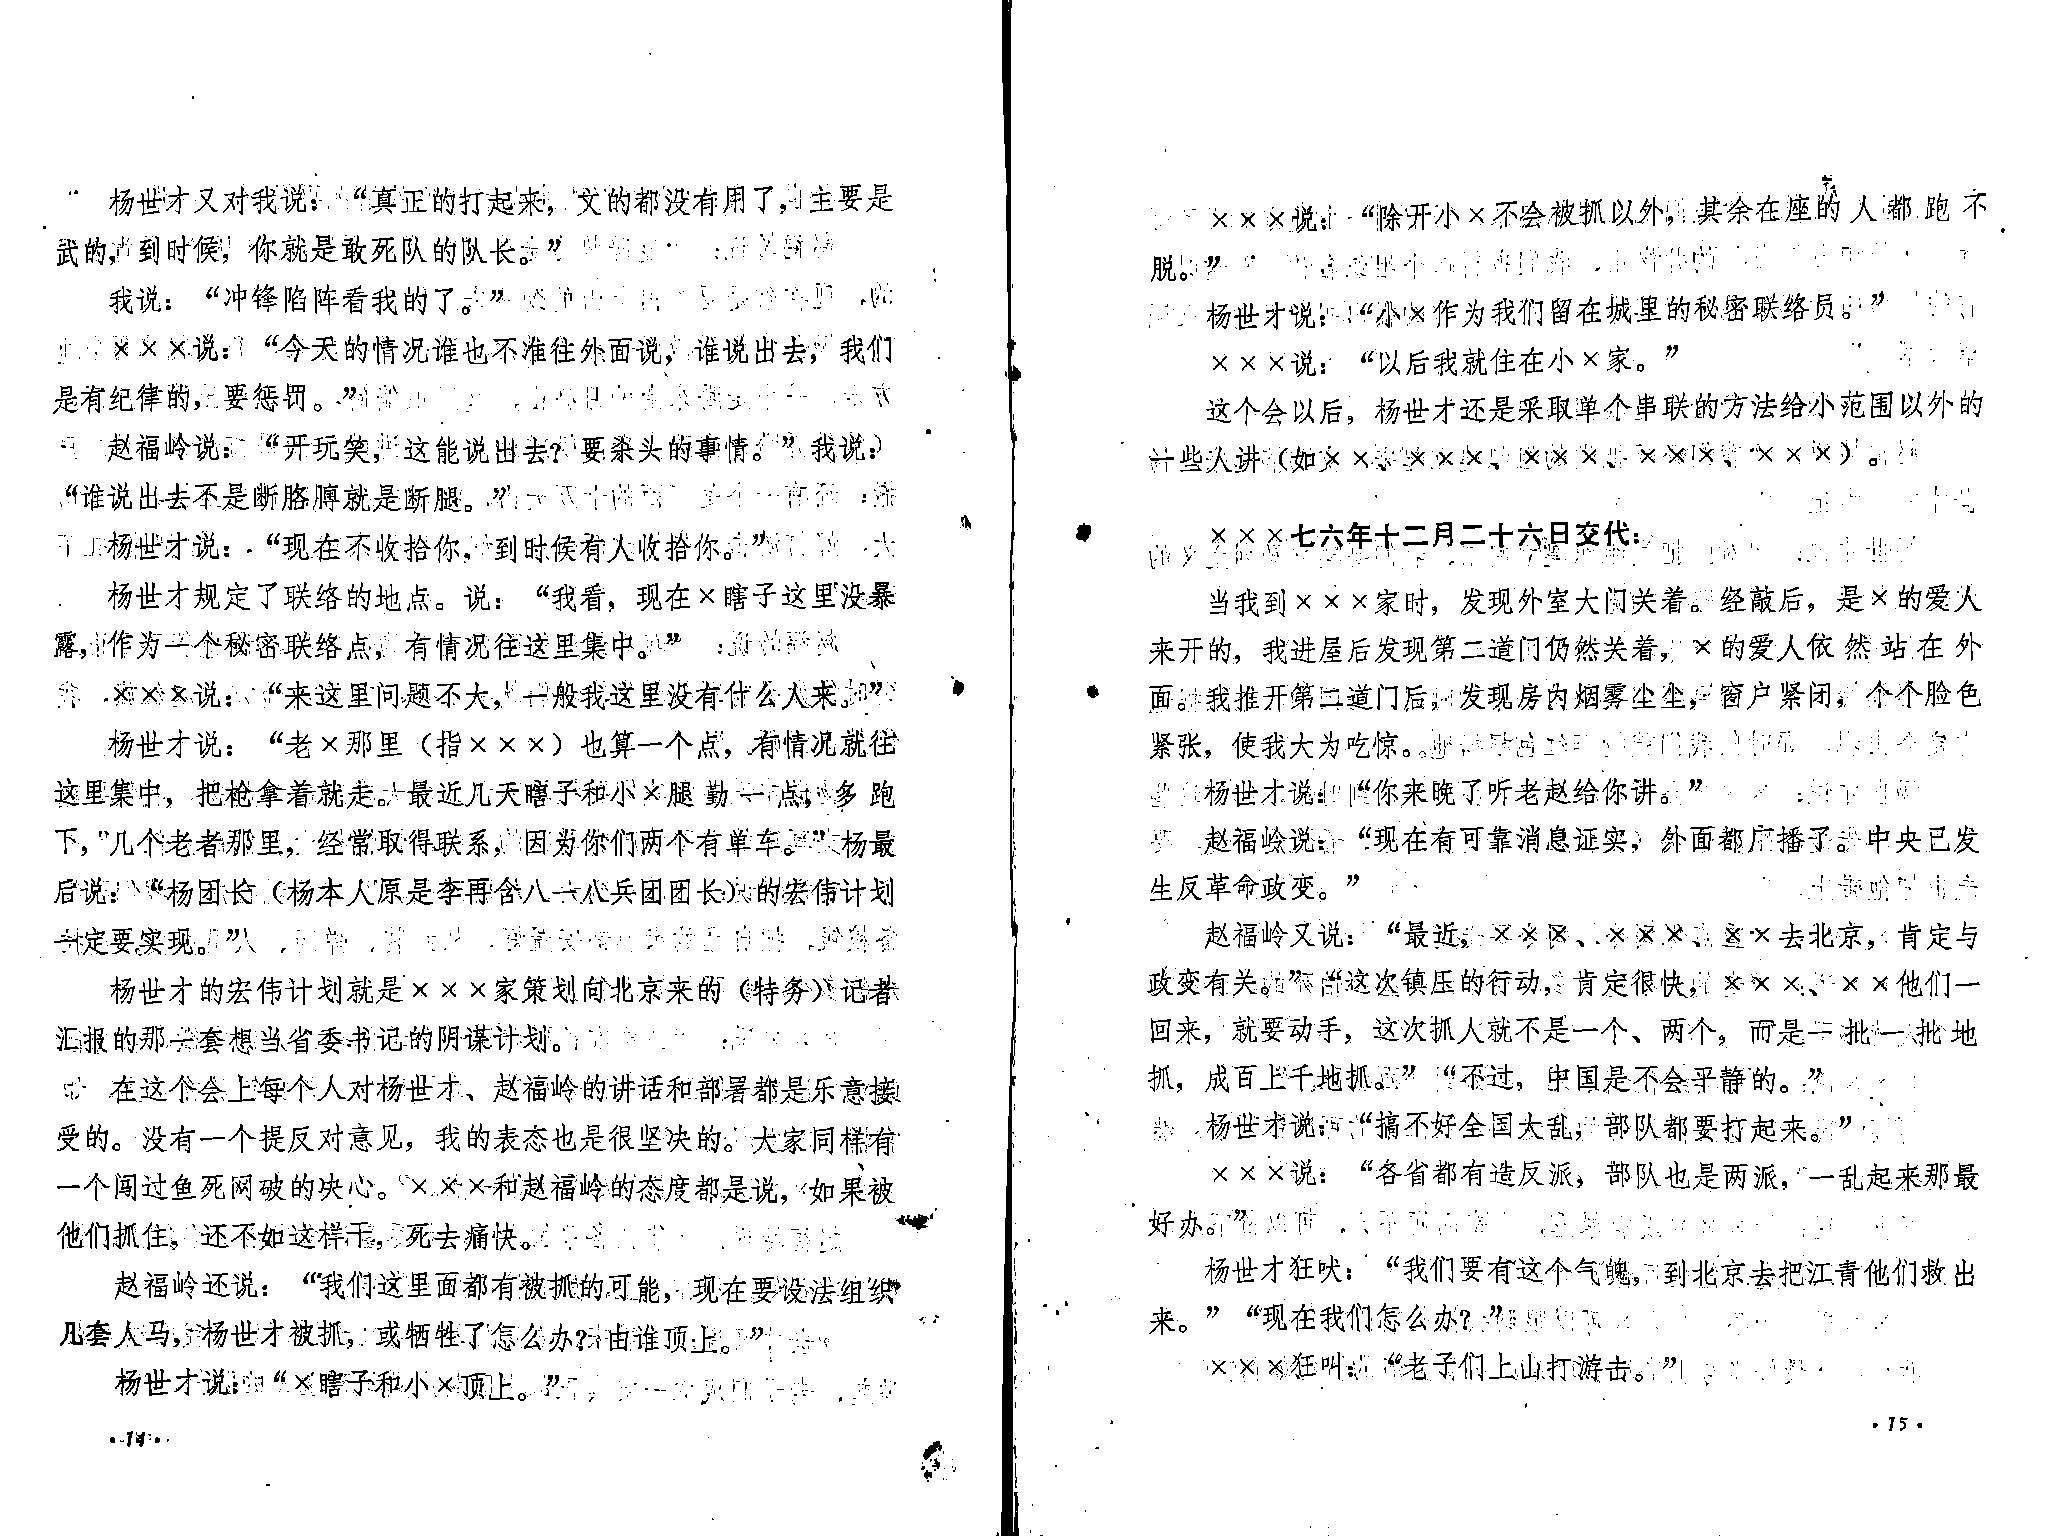 杨世才又对我说：“真正的打起来，文的都没有用了，主要是
武的，到时候，你就是敢死队的队长。”
我说：“冲锋陷阵看我的了。”
×××说：“今天的情况谁也不准往外面说，谁说出去，我们
是有纪律的，要惩罚。”
赵福岭说：“开玩笑，这能说出去？要杀头的事情。”我说：
“谁说出去不是断胳膊就是断腿。”
杨世才说：“现在不收拾你，到时候有人收拾你。”
杨世才规定了联络的地点。说：“我看，现在×瞎子这里没暴
露，作为一个秘密联络点，有情况往这里集中。”
×××说：“来这里问题不大，一般我这里没有什么人来。”
杨世才说：“老×那里（指×××）也算一个点，有情况就往
这里集中，把枪拿着就走。最近几天瞎子和小×腿勤一点，多跑
下，几个老者那里，经常取得联系，因为你们两个有单车。”杨最
后说：“杨团长（杨本人原是李再含八一八兵团团长）的宏伟计划
一定要实现。”
杨世才的宏伟计划就是×××家策划向北京来的（特务）记者
汇报的那一套想当省委书记的阴谋计划。
在这个会上每个人对杨世才、赵福岭的讲话和部署都是乐意接
受的。没有一个提反对意见，我的表态也是很坚决的。大家同样有
一个闯过鱼死网破的决心。×××和赵福岭的态度都是说，如果被
他们抓住，还不如这样干，死去痛快。
赵福岭还说：“我们这里面都有被抓的可能，现在要设法组织
几套人马，杨世才被抓，或牺牲了怎么办？由谁顶上。”
杨世才说：“×瞎子和小×顶上。”
·14·
×××说：“除开小×不会被抓以外，其余在座的人都跑不
脱。”
杨世才说：“小×作为我们留在城里的秘密联络员。”
×××说：“以后我就住在小×家。”
这个会以后，杨世才还是采取单个串联的方法给小范围以外的
一些人讲（如××、×××、×××、×××、×××）。
×××七六年十二月二十六日交代：
当我到×××家时，发现外室大门关着。经敲后，是×的爱人
来开的，我进屋后发现第二道门仍然关着，×的爱人依然站在外
面。我推开第二道门后，发现房内烟雾尘尘，窗户紧闭，个个脸色
紧张，使我大为吃惊。
杨世才说：“你来晚了听老赵给你讲。”
赵福岭说：“现在有可靠消息证实，外面都广播了。中央已发
生反革命政变。”
赵福岭又说：“最近，×××、×××、××去北京，肯定与
政变有关。”“这次镇压的行动，肯定很快，×××、××他们一
回来，就要动手，这次抓人就不是一个、两个，而是一批一批地
抓，成百上千地抓。”“不过，中国是不会平静的。”
杨世才说：“搞不好全国大乱，部队都要打起来。”
×××说：“各省都有造反派，部队也是两派，一乱起来那最
好办。”
杨世才狂吠：“我们要有这个气魄，到北京去把江青他们救出
来。”“现在我们怎么办？”
×××狂叫：“老子们上山打游击。”
·15·